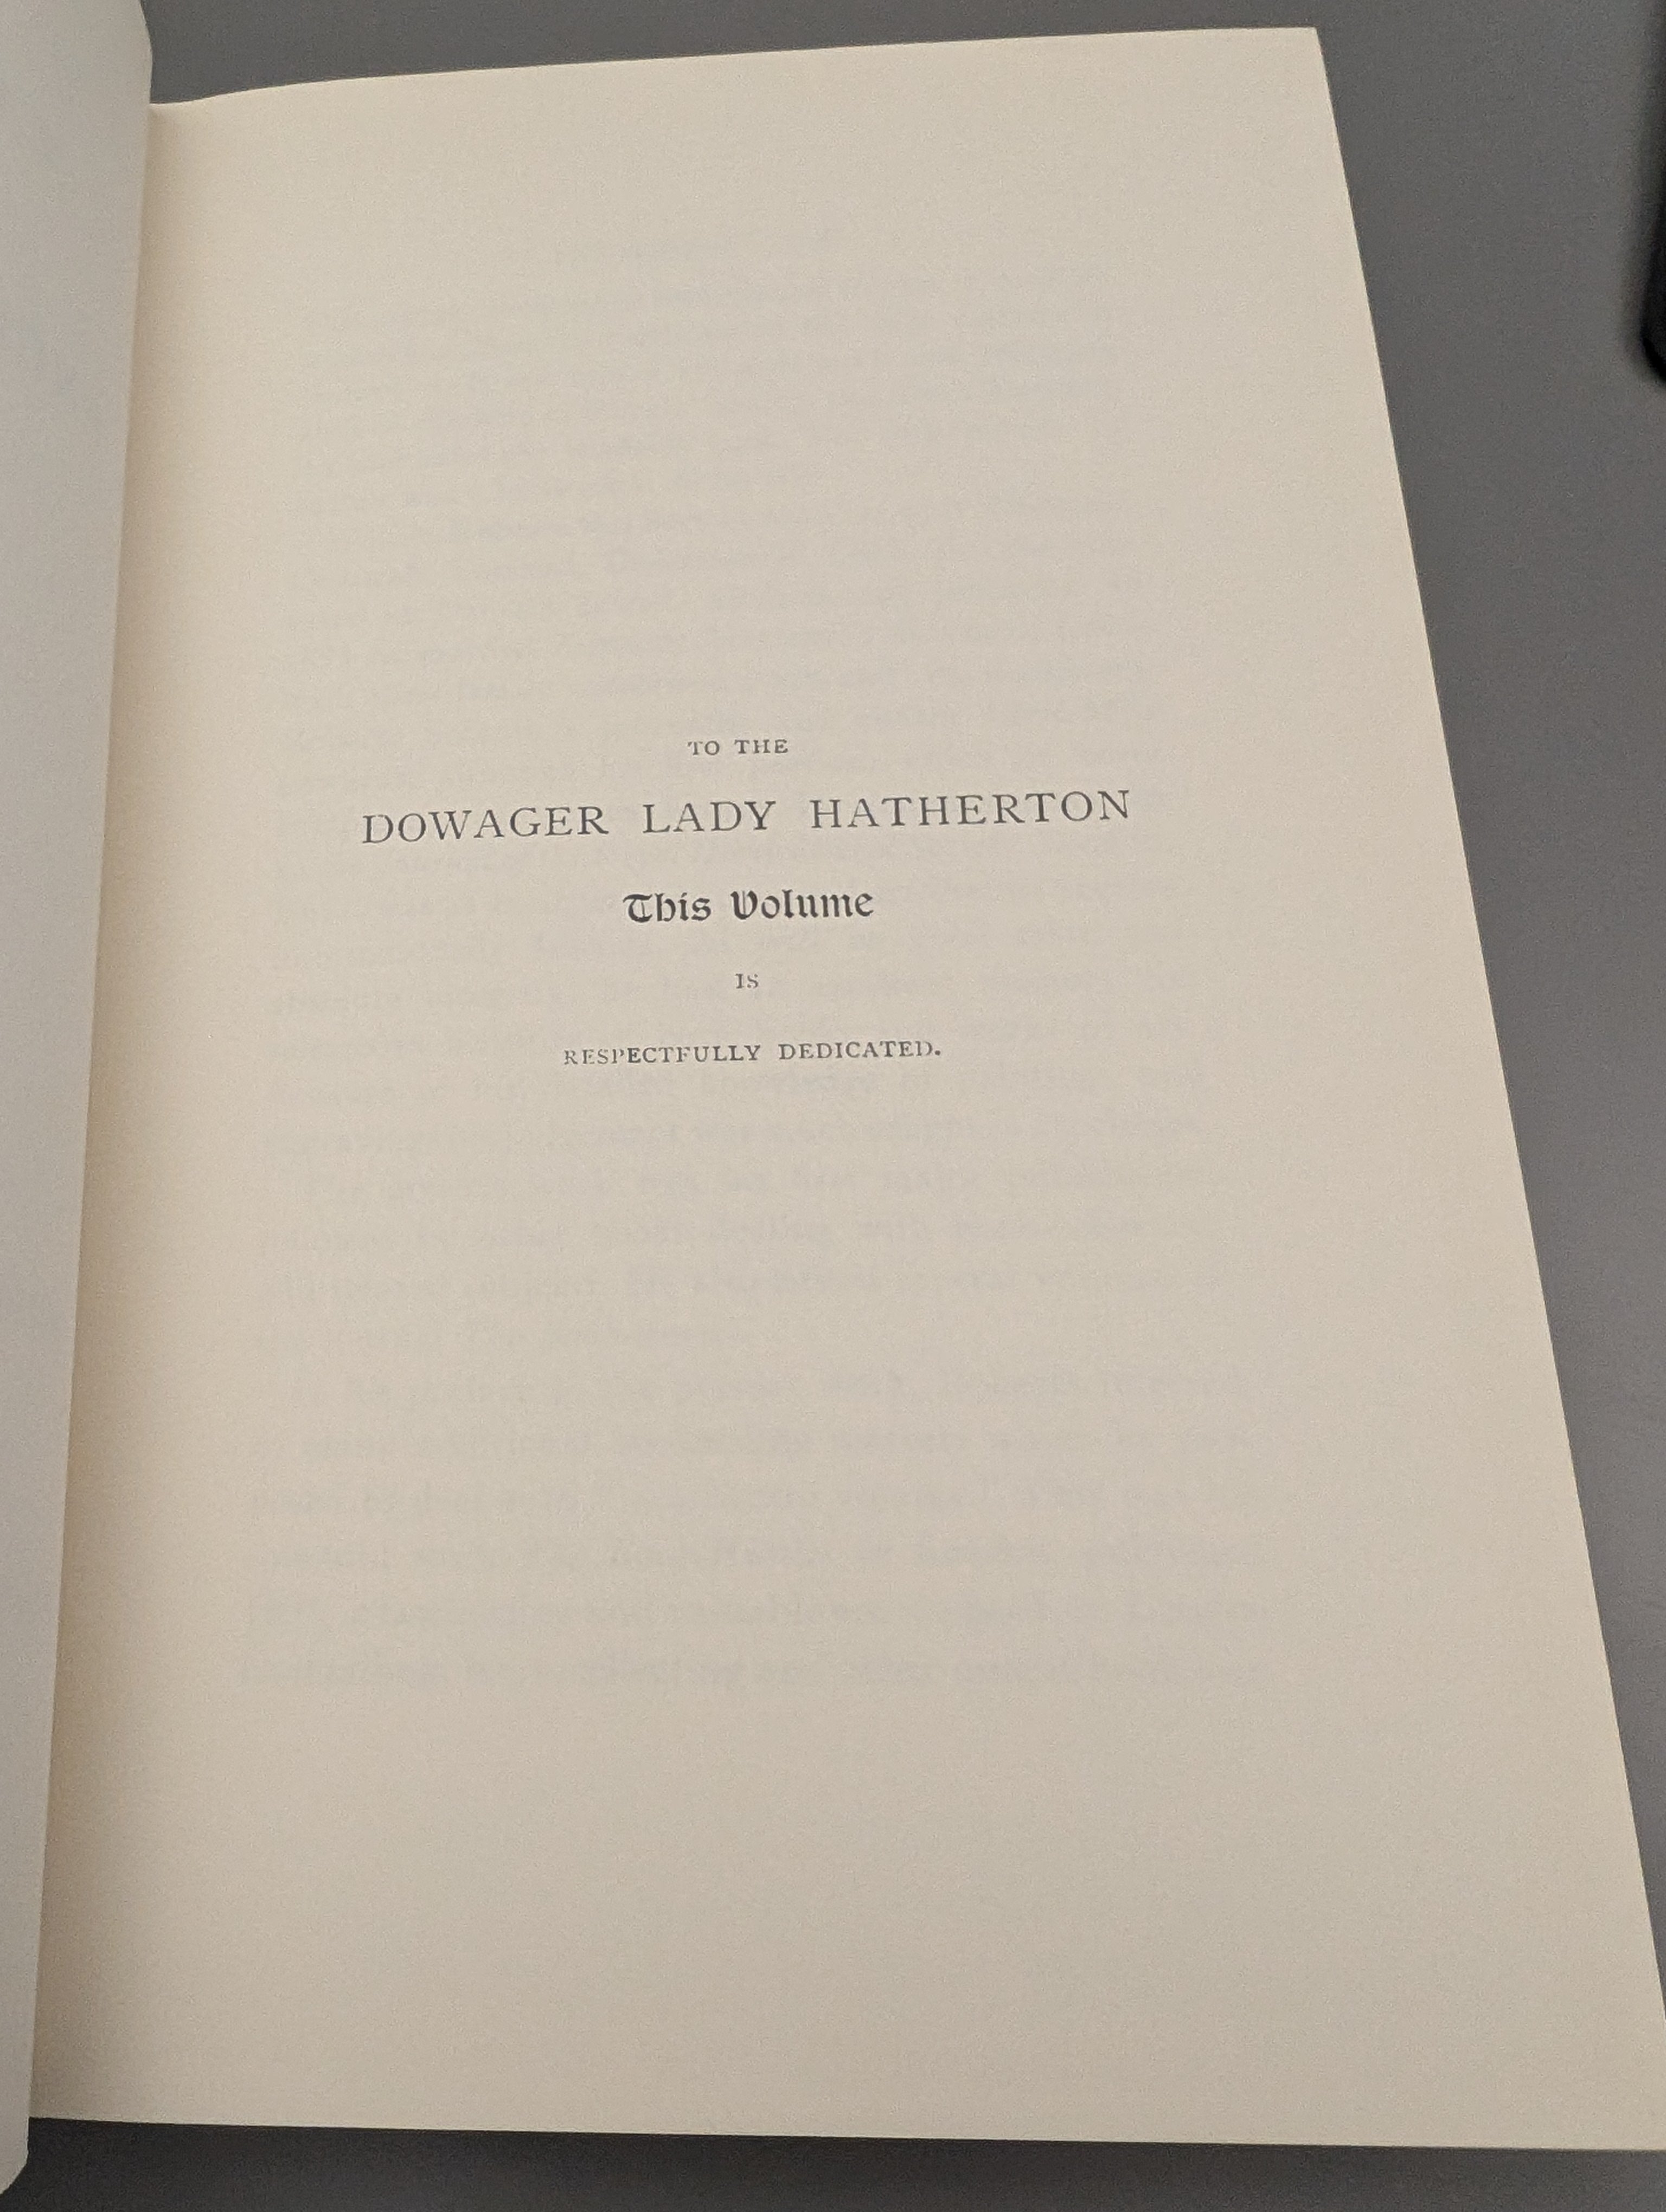 TO THE
DOWAGER LADY HATHERTON
This Volume
IS
RESPECTFULLY DEDICATED.